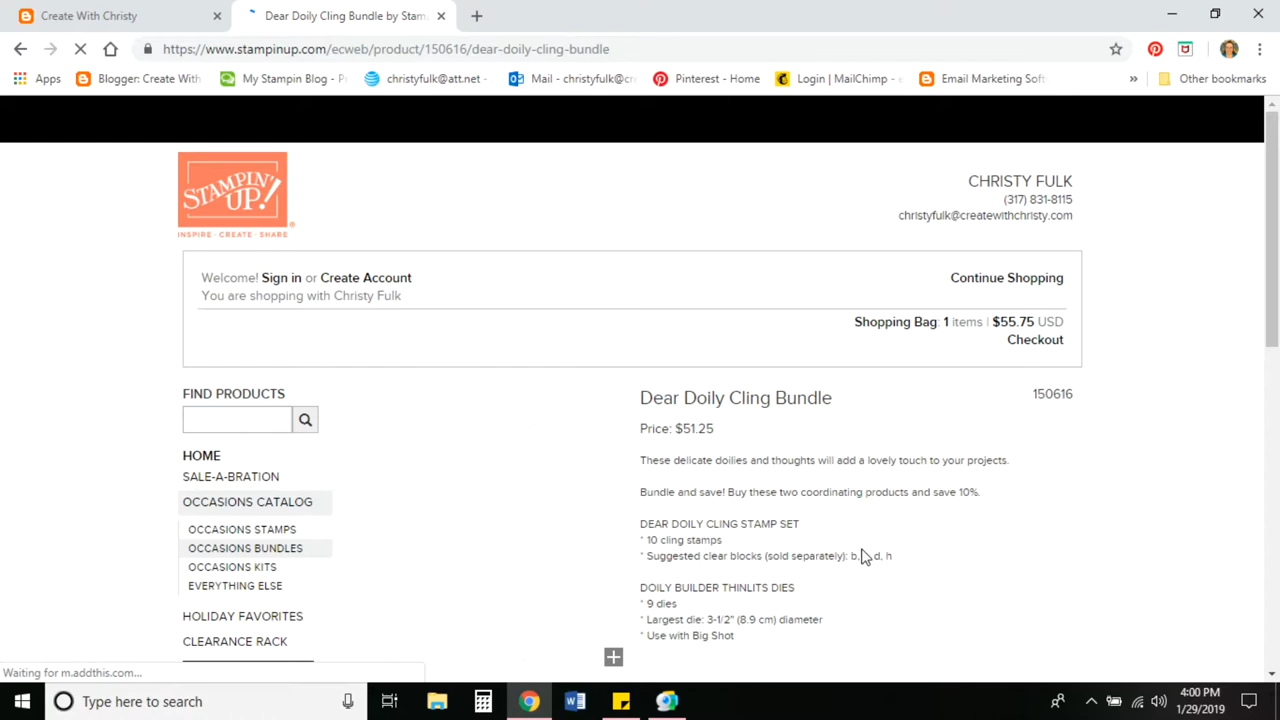 Create With Christy
Dear Doily Cling Bundle by Stam
https://www.stampinup.com/ecweb/product/150616/dear-doily-cling-bundle
Apps
Blogger: Create With
My Stampin Blog - P
christyfulk@att.net -
Mail - christyfulk@c
Pinterest - Home
Login | MailChimp -
Email Marketing Soft
»
Other bookmarks
STAMPIN' UP!
INSPIRE · CREATE · SHARE
CHRISTY FULK
(317) 831-8115
christyfulk@createwithchristy.com
Welcome! Sign in or Create Account
Continue Shopping
You are shopping with Christy Fulk
Shopping Bag: 1 items | $55.75 USD
Checkout
FIND PRODUCTS
Dear Doily Cling Bundle
150616
Price: $51.25
HOME
SALE-A-BRATION
OCCASIONS CATALOG
OCCASIONS STAMPS
OCCASIONS BUNDLES
OCCASIONS KITS
EVERYTHING ELSE
HOLIDAY FAVORITES
CLEARANCE RACK
These delicate doilies and thoughts will add a lovely touch to your projects.
Bundle and save! Buy these two coordinating products and save 10%.
DEAR DOILY CLING STAMP SET
* 10 cling stamps
* Suggested clear blocks (sold separately): b, d, h
DOILY BUILDER THINLITS DIES
* 9 dies
* Largest die: 3-1/2" (8.9 cm) diameter
* Use with Big Shot
Waiting for m.addthis.com...
Type here to search
4:00 PM
1/29/2019